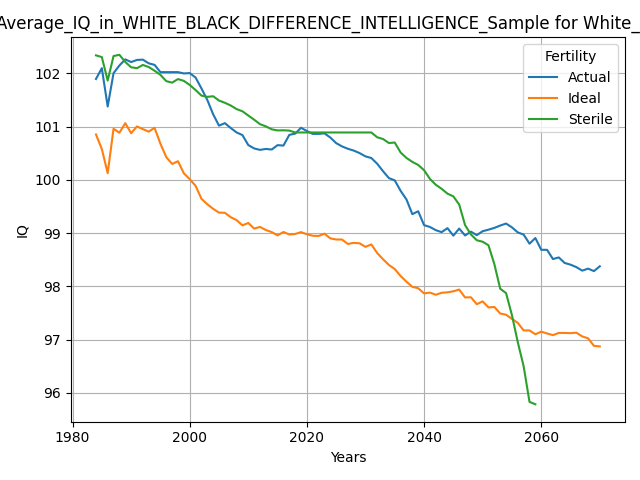 Average_IQ_in_WHITE_BLACK_DIFFERENCE_INTELLIGENCE_Sample for White_
Fertility
Actual
Ideal
Sterile
IQ
102
101
100
99
98
97
96
1980
2000
2020
2040
2060
Years